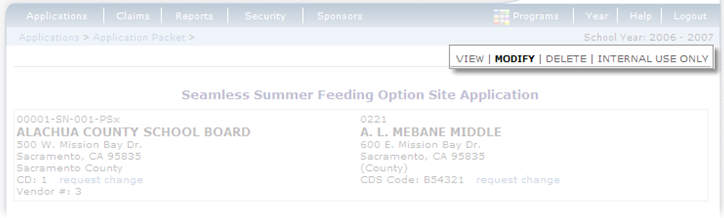 Applications | Claims | Reports | Security | Sponsors Programs | Year | Help | Logout
Applications > Application Packet > School Year: 2006 - 2007
VIEW | MODIFY | DELETE | INTERNAL USE ONLY
Seamless Summer Feeding Option Site Application
00001-SN-001-PSx
ALACHUA COUNTY SCHOOL BOARD
500 W. Mission Bay Dr.
Sacramento, CA 95835
Sacramento County
CD: 1 request change
Vendor #: 3
0221
A. L. MEBANE MIDDLE
600 E. Mission Bay Dr.
Sacramento, CA 95835
(County)
CDS Code: B54321 request change